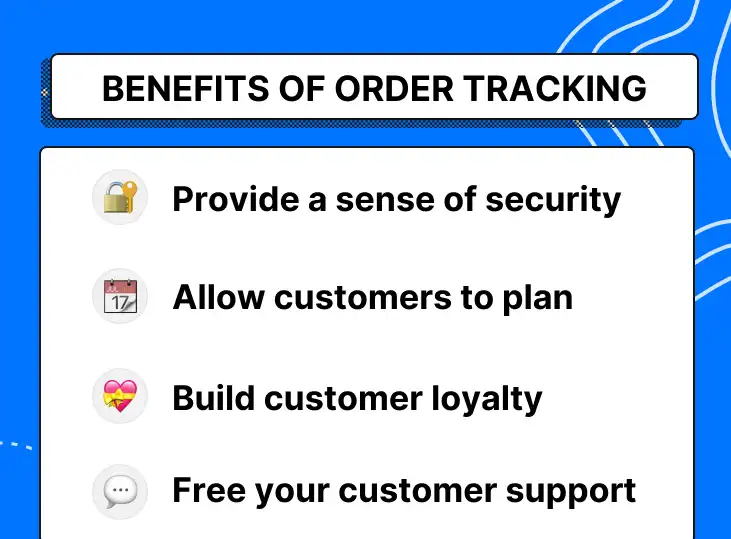 BENEFITS OF ORDER TRACKING
Provide a sense of security
17
Allow customers to plan
Build customer loyalty
Free your customer support